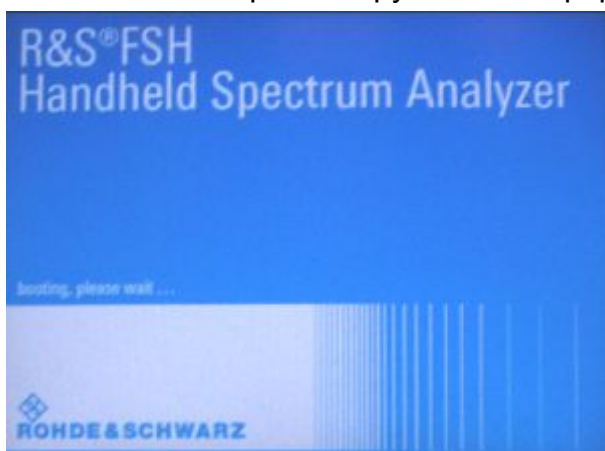 R&S®FSH
Handheld Spectrum Analyzer
booting, please wait ...
ROHDE&SCHWARZ